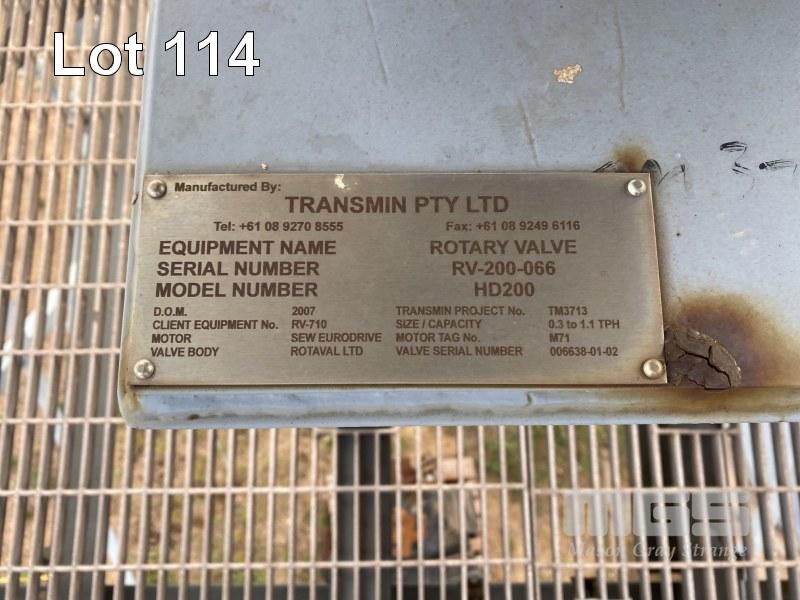 Lot 114
Manufactured By:
TRANSMIN PTY LTD
Tel: +61 08 9270 8555 Fax: +61 08 9249 6116
EQUIPMENT NAME ROTARY VALVE
SERIAL NUMBER RV-200-066
MODEL NUMBER HD200
D.O.M. 2007 TRANSMIN PROJECT No. TM3713
CLIENT EQUIPMENT No. RV-710 SIZE / CAPACITY 0.3 to 1.1 TPH
MOTOR SEW EURODRIVE MOTOR TAG No. M71
VALVE BODY ROTAVAL LTD VALVE SERIAL NUMBER 006638-01-02
MGS
Mason Gray Strange